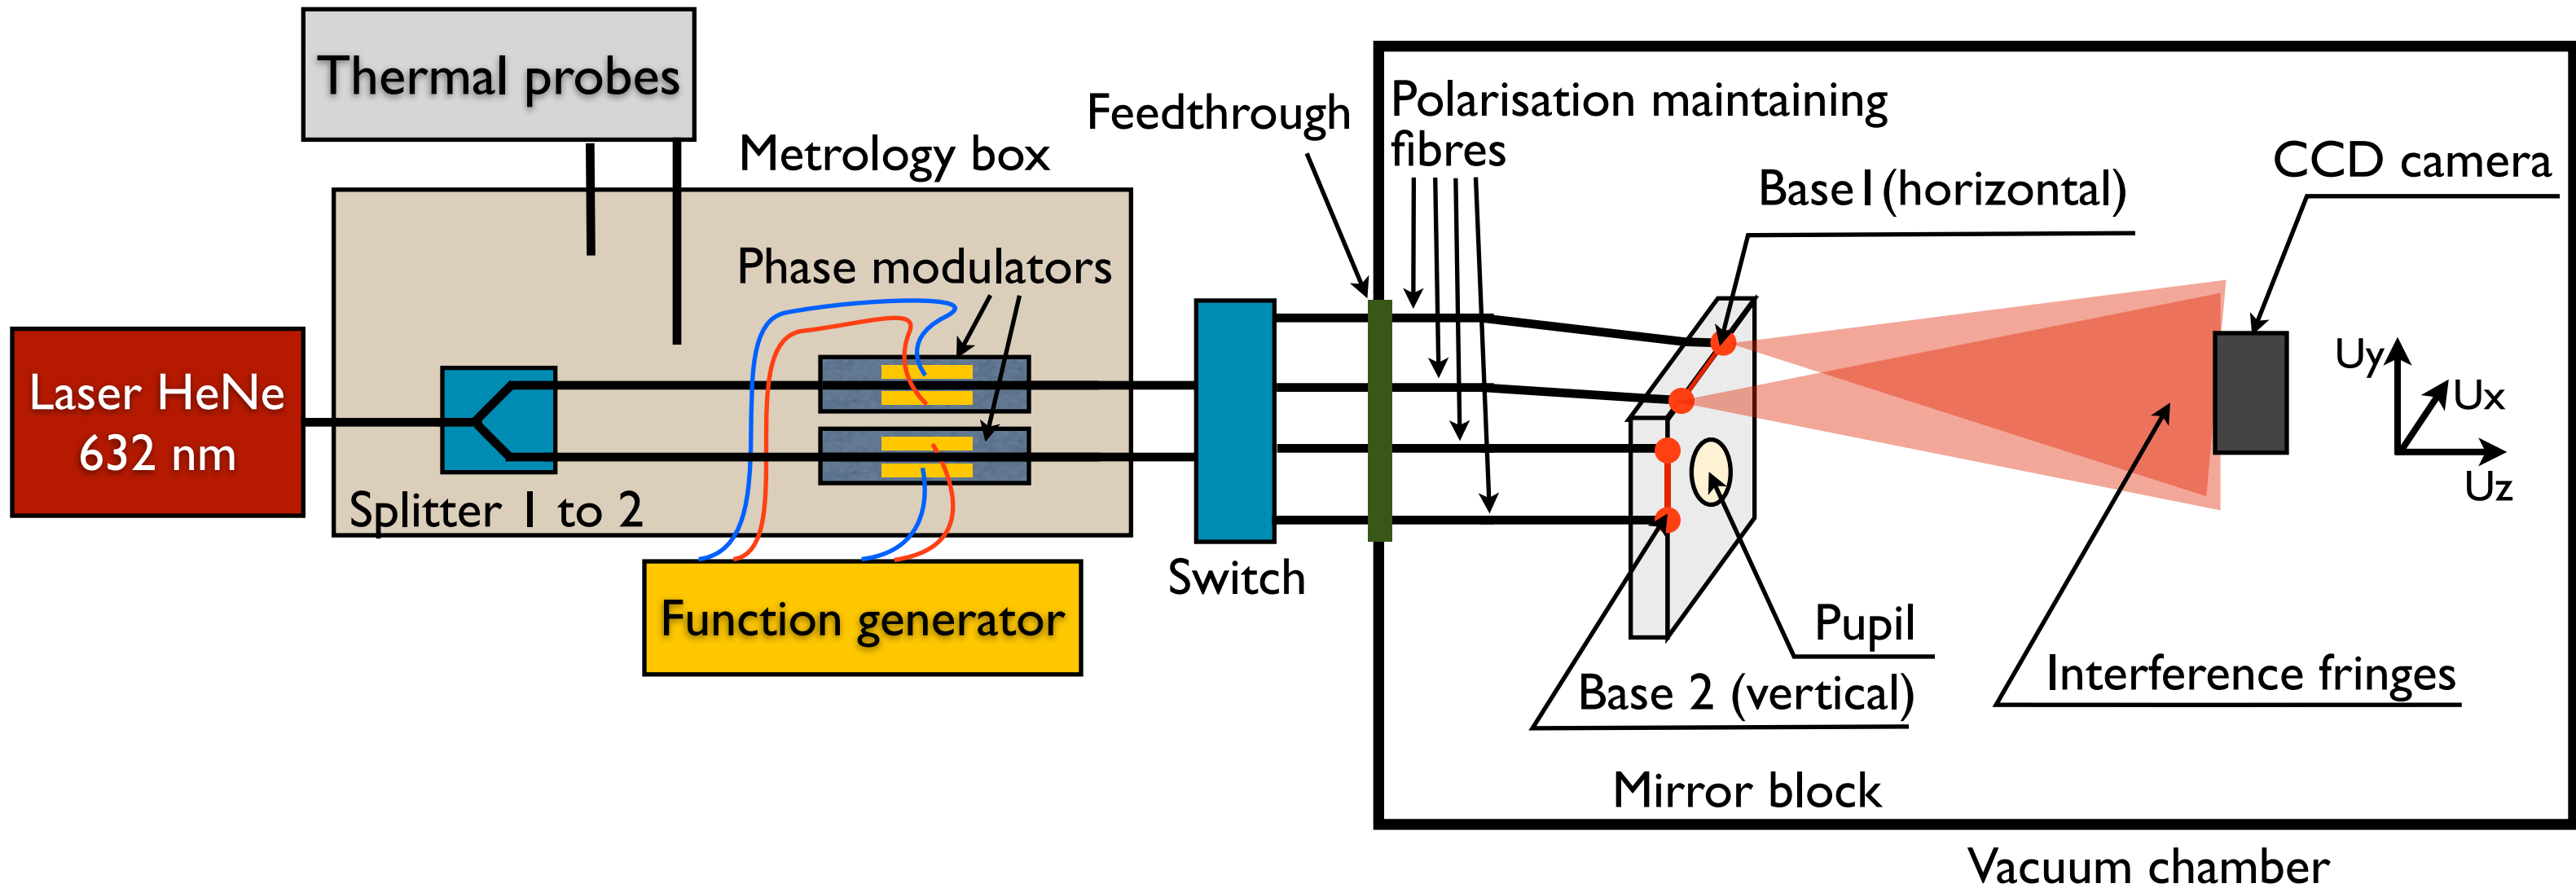 Thermal probes
Metrology box
Phase modulators
Laser HeNe
632 nm
Splitter 1 to 2
Function generator
Switch
Feedthrough
Polarisation maintaining
fibres
Base1(horizontal)
CCD camera
Uy
Ux
Uz
Pupil
Base 2 (vertical)
Interference fringes
Mirror block
Vacuum chamber